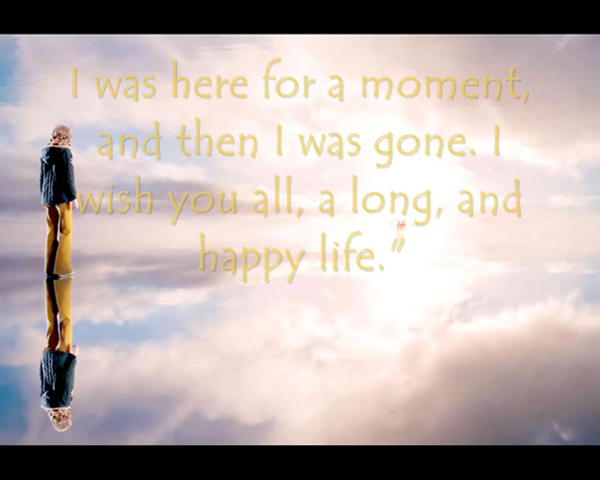 I was here for a moment,
and then I was gone. I
wish you all, a long, and
happy life.”